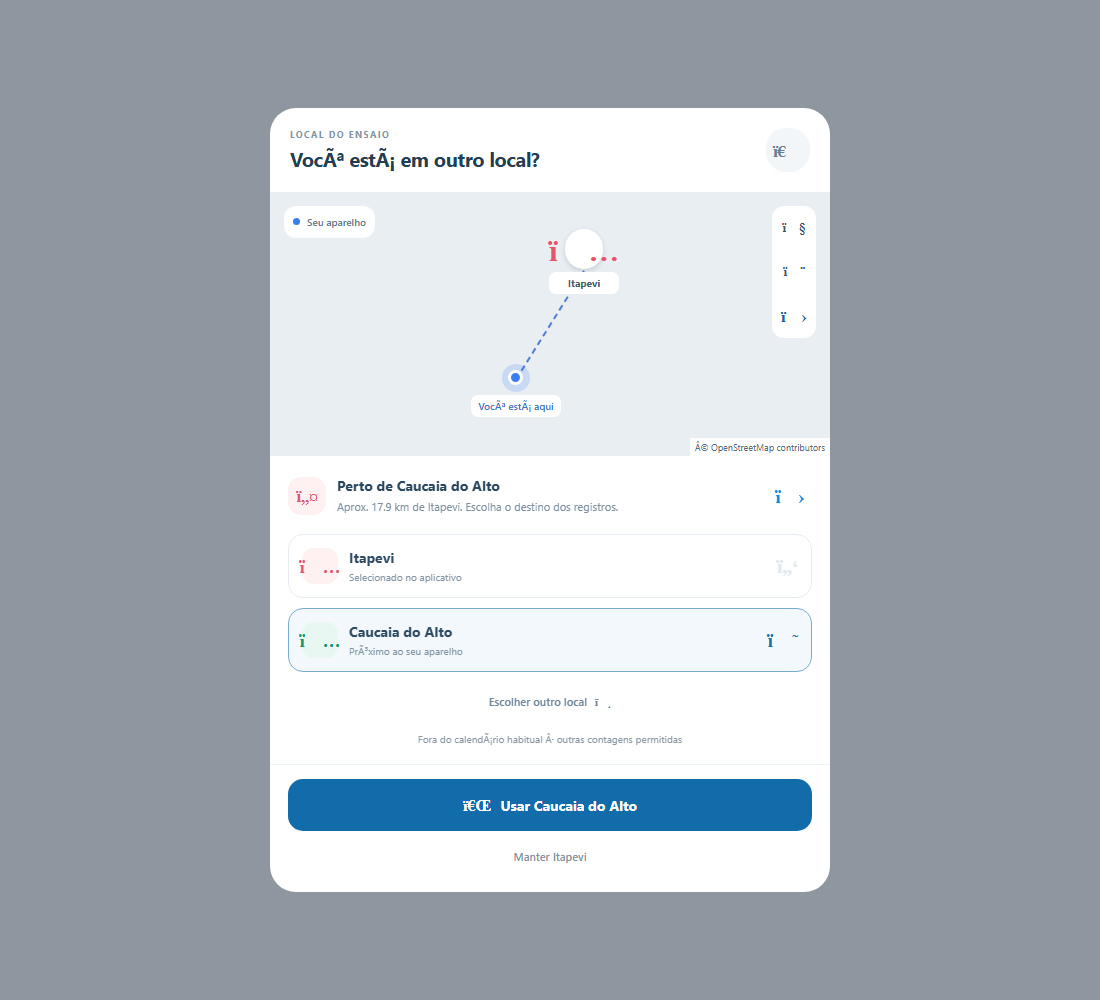 LOCAL DO ENSAIO
VocÃª estÃ¡ em outro local?
ï€
Seu aparelho
ï §
ï ¨
ï ›
ï …
Itapevi
VocÃª estÃ¡ aqui
Â© OpenStreetMap contributors
ï„¤
Perto de Caucaia do Alto
Aprox. 17.9 km de Itapevi. Escolha o destino dos registros.
ï ›
ï …
Itapevi
Selecionado no aplicativo
ï„‘
ï …
Caucaia do Alto
PrÃ³ximo ao seu aparelho
ï ˜
Escolher outro local ï ‚
Fora do calendÃ¡rio habitual Â· outras contagens permitidas
ï€Œ Usar Caucaia do Alto
Manter Itapevi